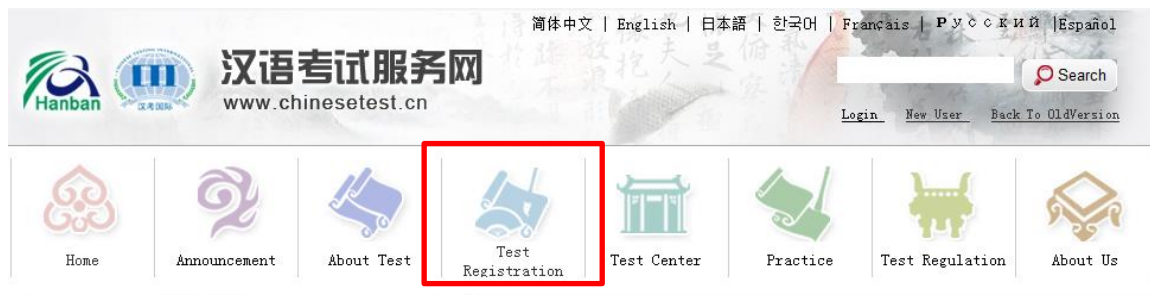 简体中文 | English | 日本語 | 한국어 | Français | Русский |Español
Hanban
汉考国际
汉语考试服务网
www.chinesetest.cn
Search
Login New User Back To OldVersion
Home
Announcement
About Test
Test
Registration
Test Center
Practice
Test Regulation
About Us